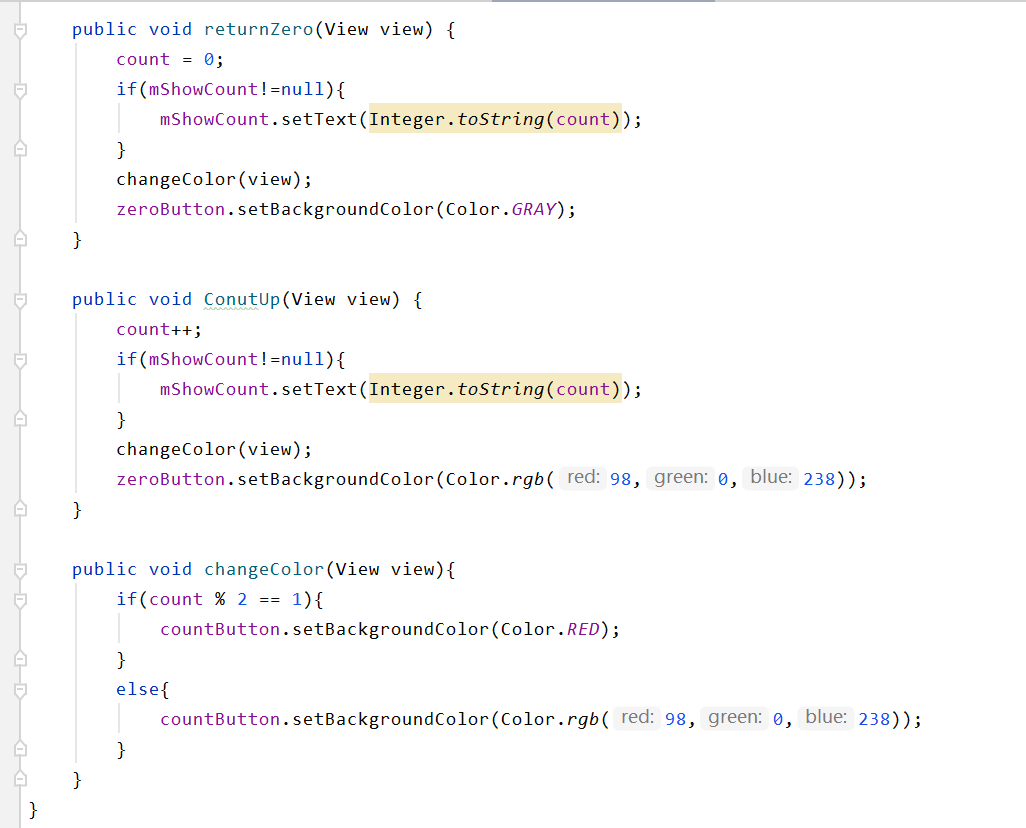 public void returnZero(View view) {
count = 0;
if(mShowCount!=null){
mShowCount.setText(Integer.toString(count));
}
changeColor(view);
zeroButton.setBackgroundColor(Color.GRAY);
}
public void ConutUp(View view) {
count++;
if(mShowCount!=null){
mShowCount.setText(Integer.toString(count));
}
changeColor(view);
zeroButton.setBackgroundColor(Color.rgb( red: 98, green: 0, blue: 238));
}
public void changeColor(View view){
if(count % 2 == 1){
countButton.setBackgroundColor(Color.RED);
}
else{
countButton.setBackgroundColor(Color.rgb( red: 98, green: 0, blue: 238));
}
}
}